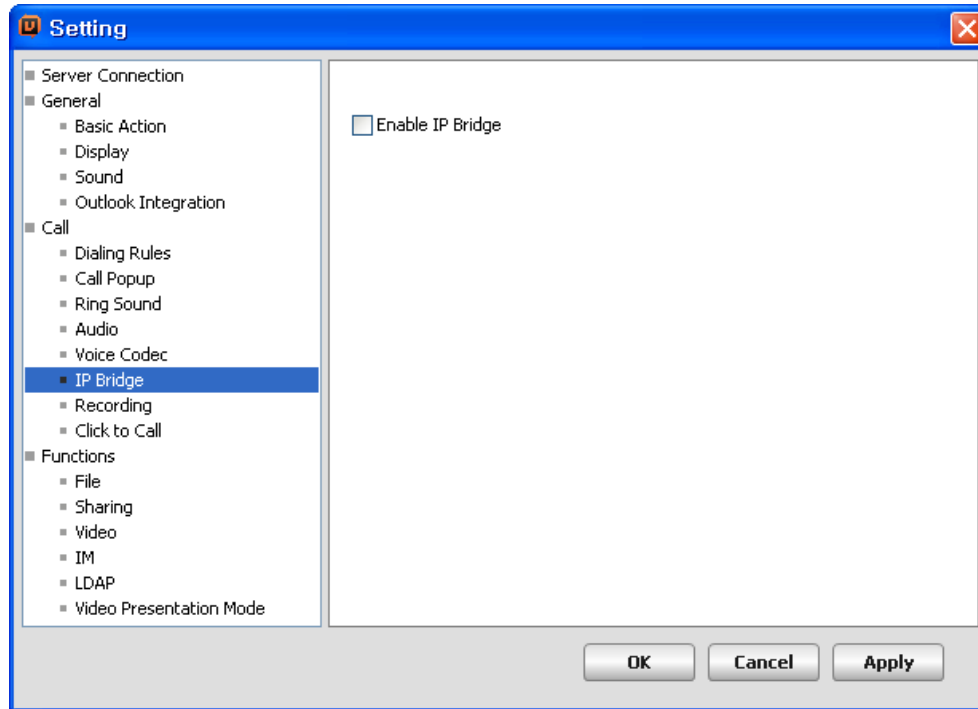 Setting
Server Connection
General
Basic Action
Display
Sound
Outlook Integration
Call
Dialing Rules
Call Popup
Ring Sound
Audio
Voice Codec
IP Bridge
Recording
Click to Call
Functions
File
Sharing
Video
IM
LDAP
Video Presentation Mode
Enable IP Bridge
OK Cancel Apply